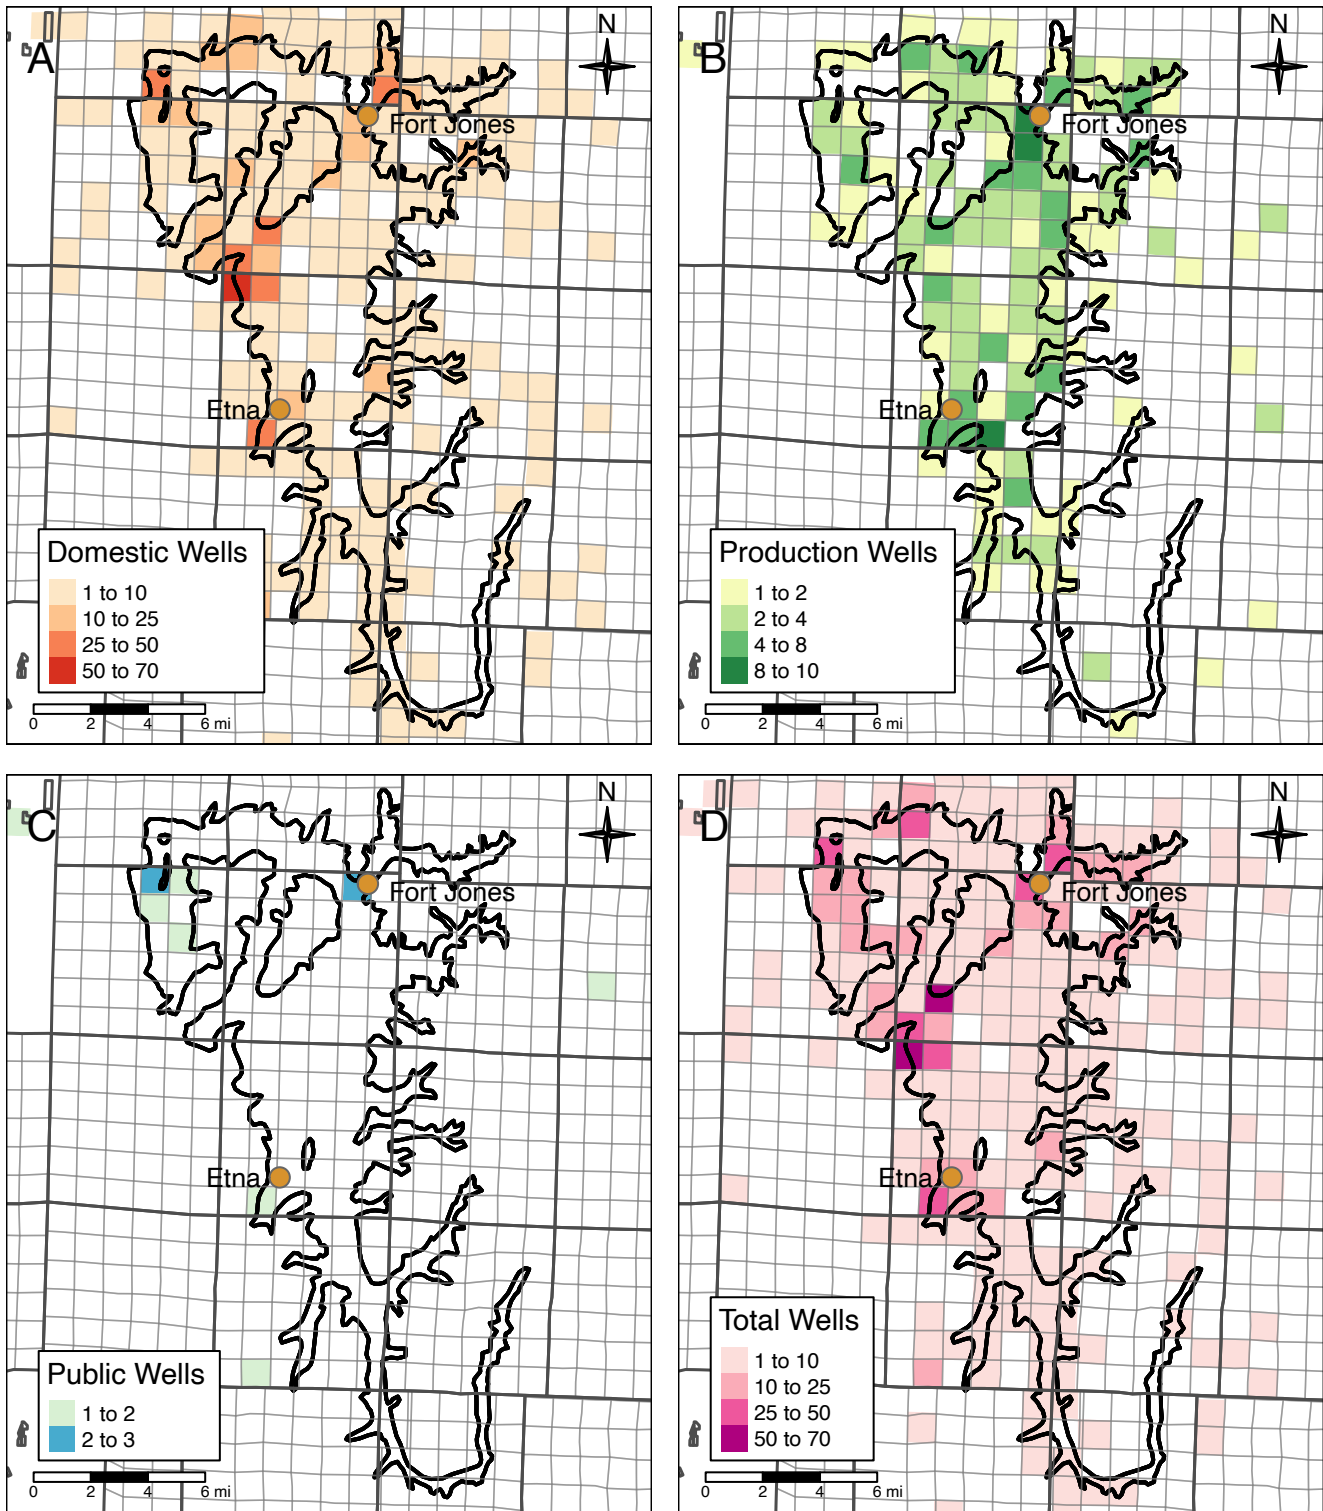 A
N
Fort Jones
Etna
Domestic Wells
1 to 10
10 to 25
25 to 50
50 to 70
0 2 4 6 mi
B
N
Fort Jones
Etna
Production Wells
1 to 2
2 to 4
4 to 8
8 to 10
0 2 4 6 mi
C
N
Fort Jones
Etna
Public Wells
1 to 2
2 to 3
0 2 4 6 mi
D
N
Fort Jones
Etna
Total Wells
1 to 10
10 to 25
25 to 50
50 to 70
0 2 4 6 mi